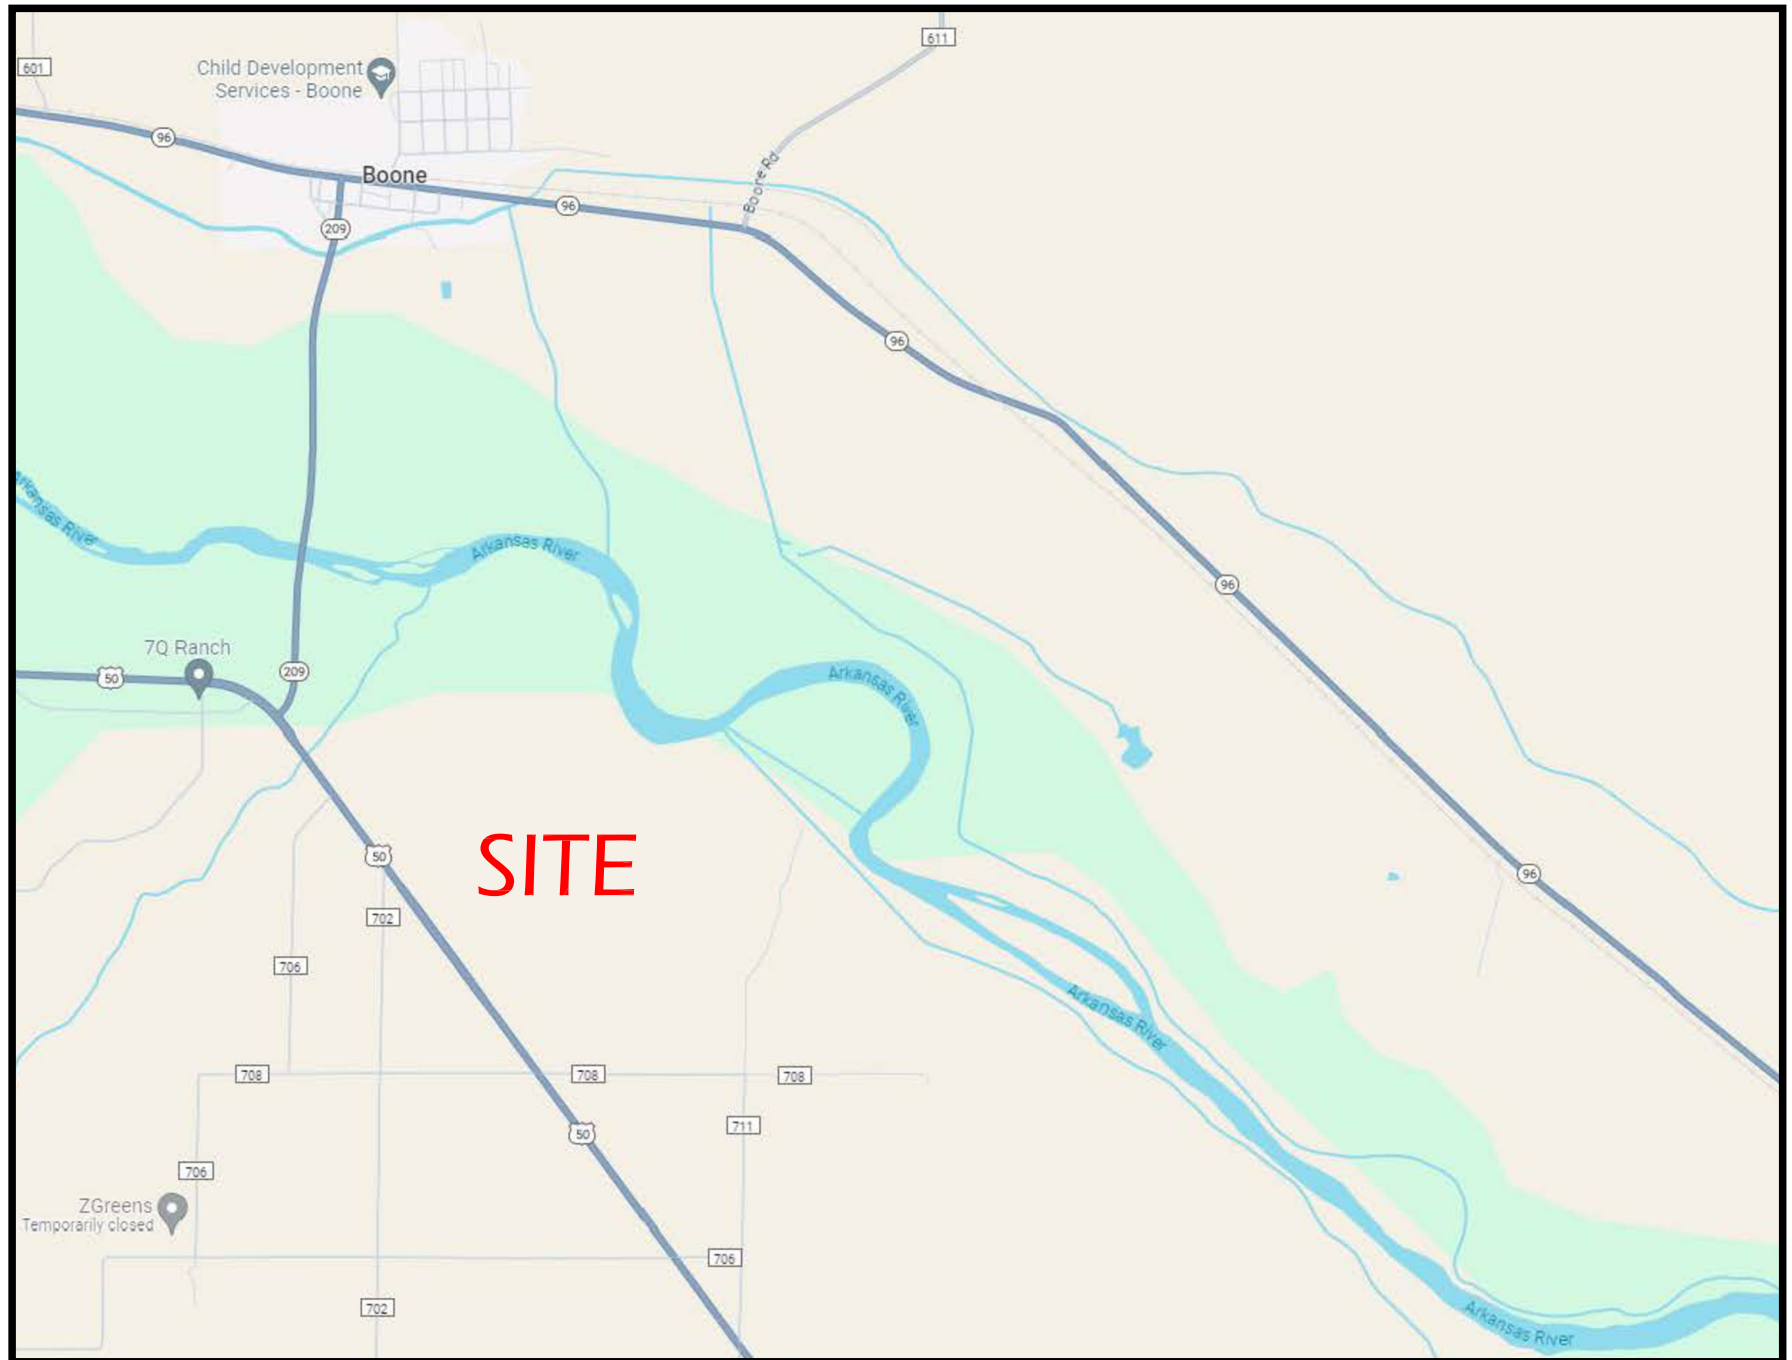 611
601
Child Development
Services - Boone
96
Boone
Boone Rd
96
209
96
Arkansas River
Arkansas River
96
7Q Ranch
50
209
Arkansas River
SITE
50
96
702
706
Arkansas River
708
708
708
711
50
706
ZGreens
Temporarily closed
706
702
Arkansas River